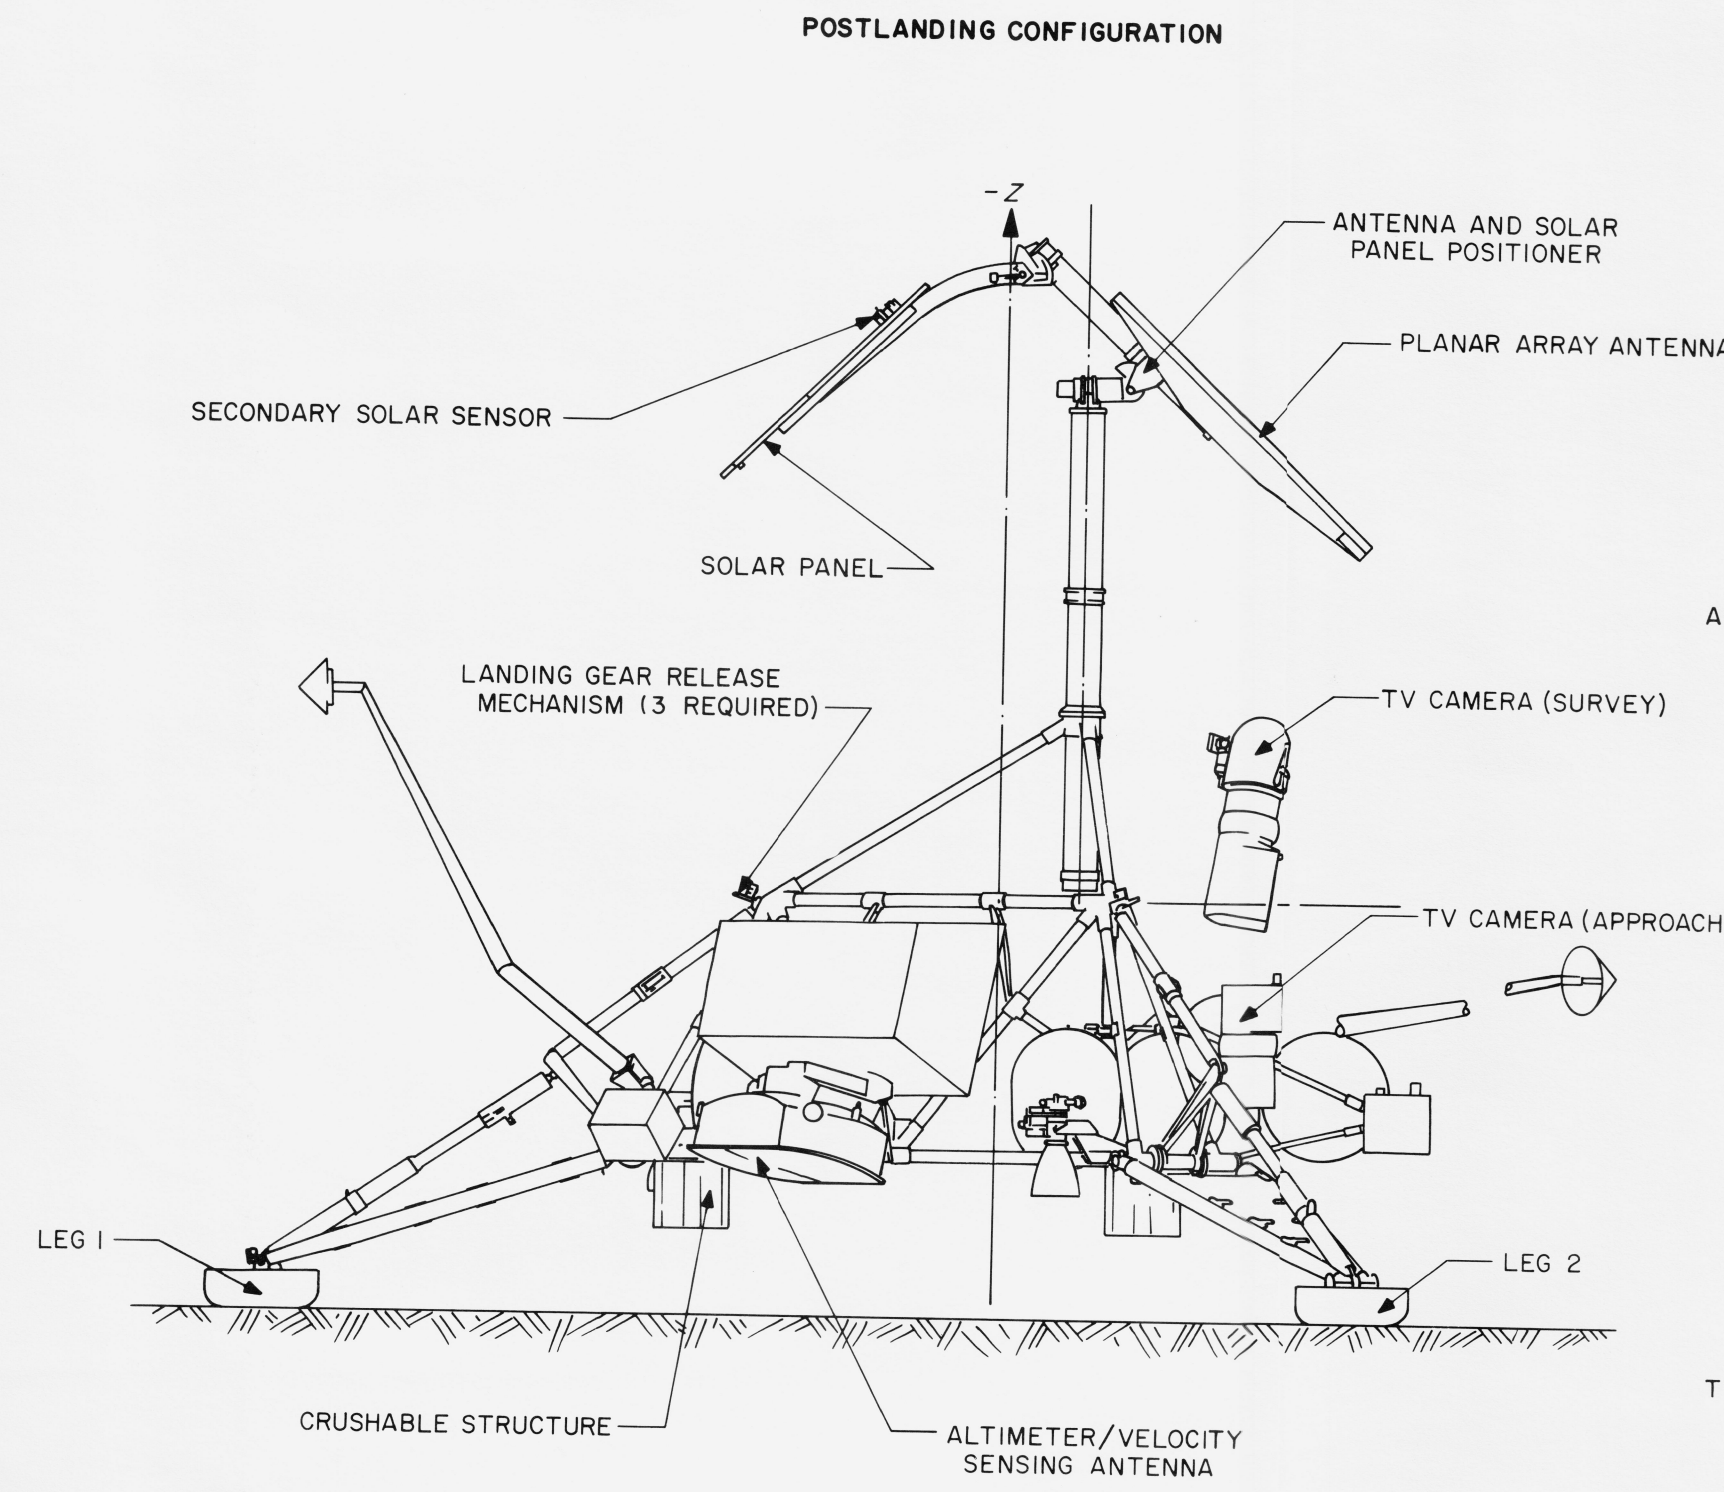 POSTLANDING CONFIGURATION
-Z
ANTENNA AND SOLAR
PANEL POSITIONER
PLANAR ARRAY ANTENNA
SECONDARY SOLAR SENSOR
SOLAR PANEL
A
LANDING GEAR RELEASE
MECHANISM (3 REQUIRED)
TV CAMERA (SURVEY)
TV CAMERA (APPROACH
LEG 1
LEG 2
T
CRUSHABLE STRUCTURE
ALTIMETER/VELOCITY
SENSING ANTENNA